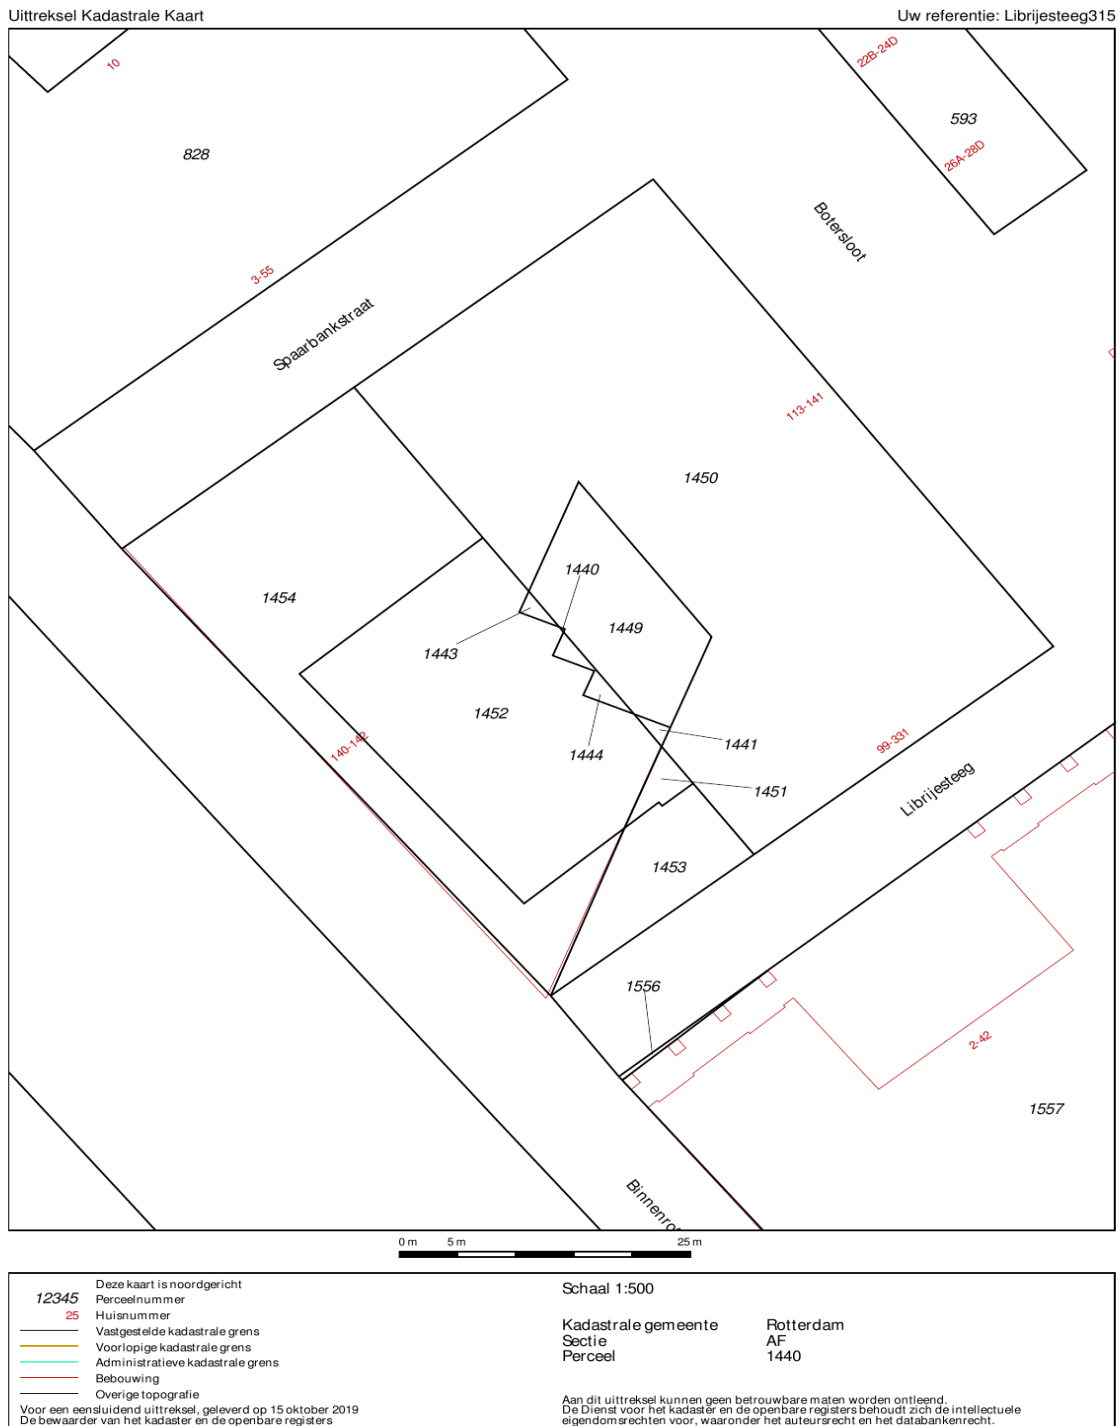 Uittreksel Kadastrale Kaart
Uw referentie: Librijesteeg315
10
22B-24D
593
828
26A-28D
Botersloot
3-55
Spaarbankstraat
113-141
1450
1440
1454
1449
1443
1452
140-142
1444
1441
99-331
1451
Librijesteeg
1453
1556
2-42
1557
Binnenro
0 m 5 m 25 m
Deze kaart is noordgericht
12345 Perceelnummer
25 Huisnummer
Vastgestelde kadastrale grens
Voorlopige kadastrale grens
Administratieve kadastrale grens
Bebouwing
Overige topografie
Voor een eensluidend uittreksel, geleverd op 15 oktober 2019
De bewaarder van het kadaster en de openbare registers
Schaal 1:500
Kadastrale gemeente Rotterdam
Sectie AF
Perceel 1440
Aan dit uittreksel kunnen geen betrouwbare maten worden ontleend.
De Dienst voor het kadaster en de openbare registers behoudt zich de intellectuele
eigendomsrechten voor, waaronder het auteursrecht en het databankenrecht.